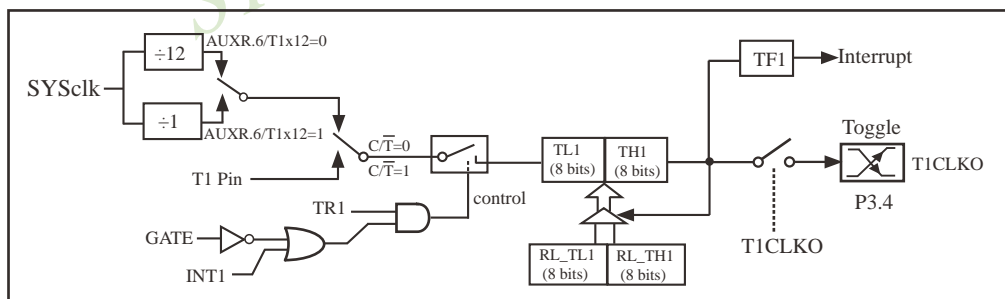 ÷12
AUXR.6/T1x12=0
SYSclk
÷1
AUXR.6/T1x12=1
C/T=0
C/T=1
T1 Pin
TR1
control
GATE
INT1
TL1
(8 bits)
TH1
(8 bits)
RL_TL1
(8 bits)
RL_TH1
(8 bits)
TF1
Interrupt
Toggle
T1CLKO
P3.4
T1CLKO